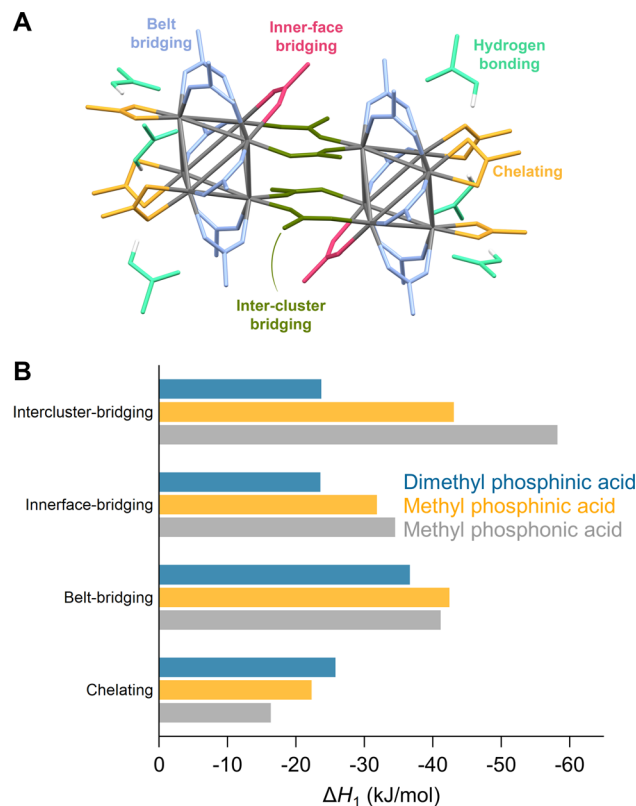 A
Belt
bridging
Inner-face
bridging
Hydrogen
bonding
Chelating
Inter-cluster
bridging
B
Intercluster-bridging
Innerface-bridging
Belt-bridging
Chelating
Dimethyl phosphinic acid
Methyl phosphinic acid
Methyl phosphonic acid
0 -10 -20 -30 -40 -50 -60
ΔH₁ (kJ/mol)